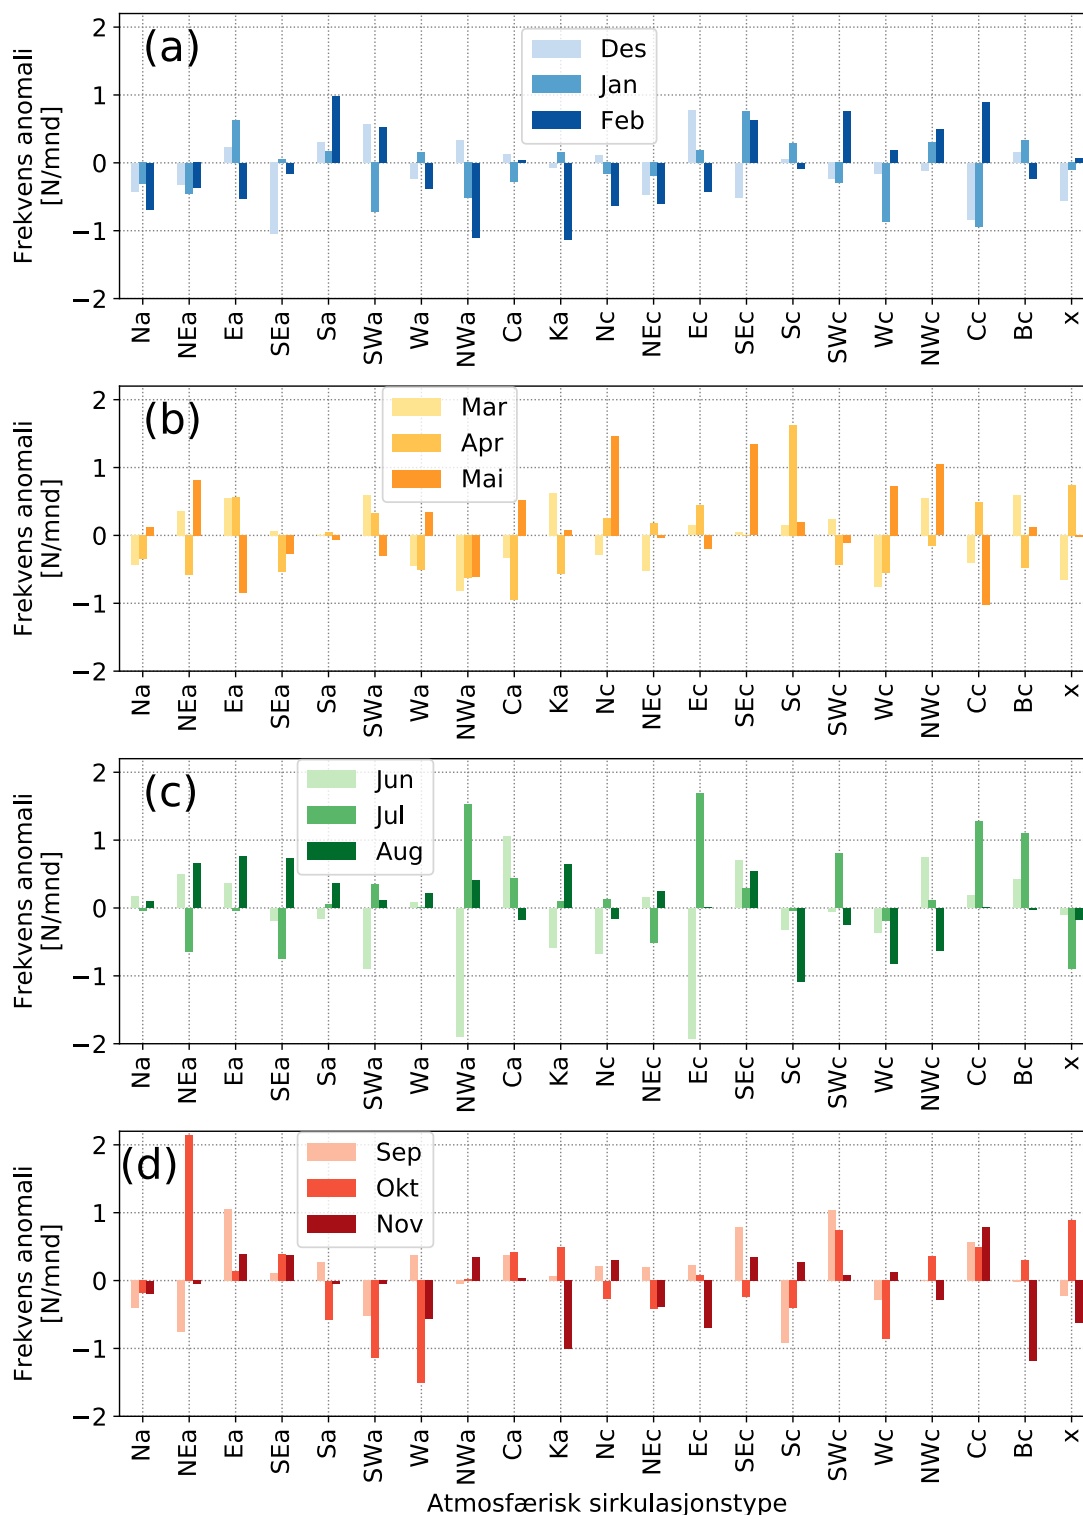 (a)
Des
Jan
Feb
Frekvens anomali
[N/mnd]
2
1
0
−1
−2
Na NEa Ea SEa Sa SWa Wa NWa Ca Ka Nc NEc Ec SEc Sc SWc Wc NWc Cc Bc x
(b)
Mar
Apr
Mai
Frekvens anomali
[N/mnd]
2
1
0
−1
−2
Na NEa Ea SEa Sa SWa Wa NWa Ca Ka Nc NEc Ec SEc Sc SWc Wc NWc Cc Bc x
(c)
Jun
Jul
Aug
Frekvens anomali
[N/mnd]
2
1
0
−1
−2
Na NEa Ea SEa Sa SWa Wa NWa Ca Ka Nc NEc Ec SEc Sc SWc Wc NWc Cc Bc x
(d)
Sep
Okt
Nov
Frekvens anomali
[N/mnd]
2
1
0
−1
−2
Na NEa Ea SEa Sa SWa Wa NWa Ca Ka Nc NEc Ec SEc Sc SWc Wc NWc Cc Bc x
Atmosfærisk sirkulasjonstype